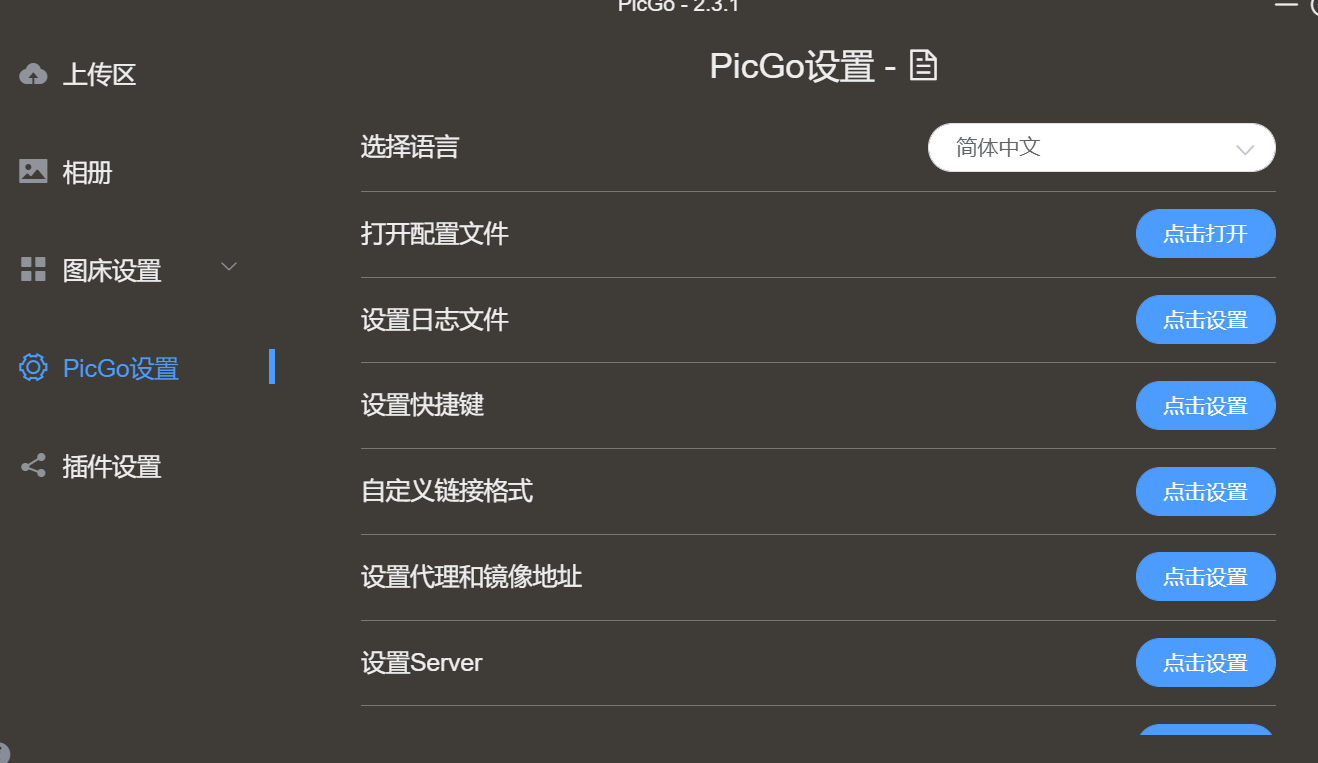 PicGo - 2.3.1
上传区
相册
图床设置
PicGo设置
插件设置
PicGo设置 -
选择语言
简体中文
打开配置文件
点击打开
设置日志文件
点击设置
设置快捷键
点击设置
自定义链接格式
点击设置
设置代理和镜像地址
点击设置
设置Server
点击设置